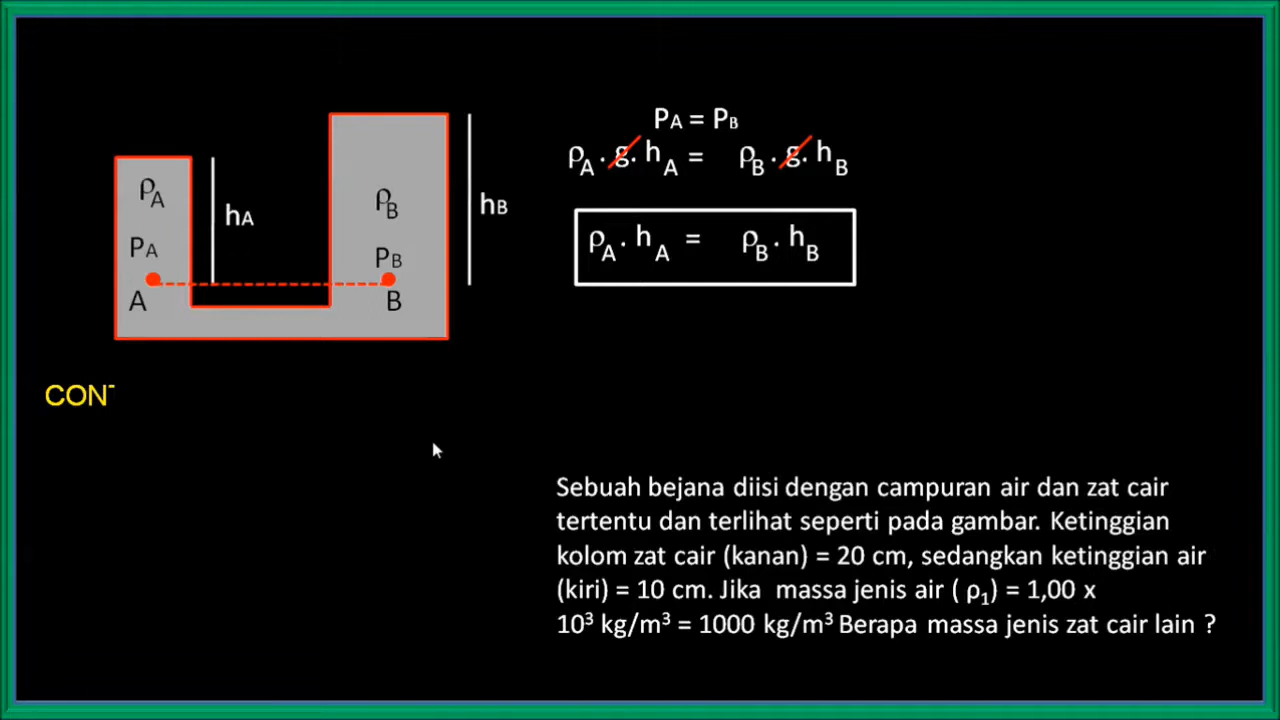 PA = PB
ρA . g. hA = ρB . g. hB
ρA . hA = ρB . hB
ρA
hA
PA
A
ρB
hB
PB
B
CON
Sebuah bejana diisi dengan campuran air dan zat cair
tertentu dan terlihat seperti pada gambar. Ketinggian
kolom zat cair (kanan) = 20 cm, sedangkan ketinggian air
(kiri) = 10 cm. Jika massa jenis air ( ρ₁) = 1,00 x
10³ kg/m³ = 1000 kg/m³ Berapa massa jenis zat cair lain ?